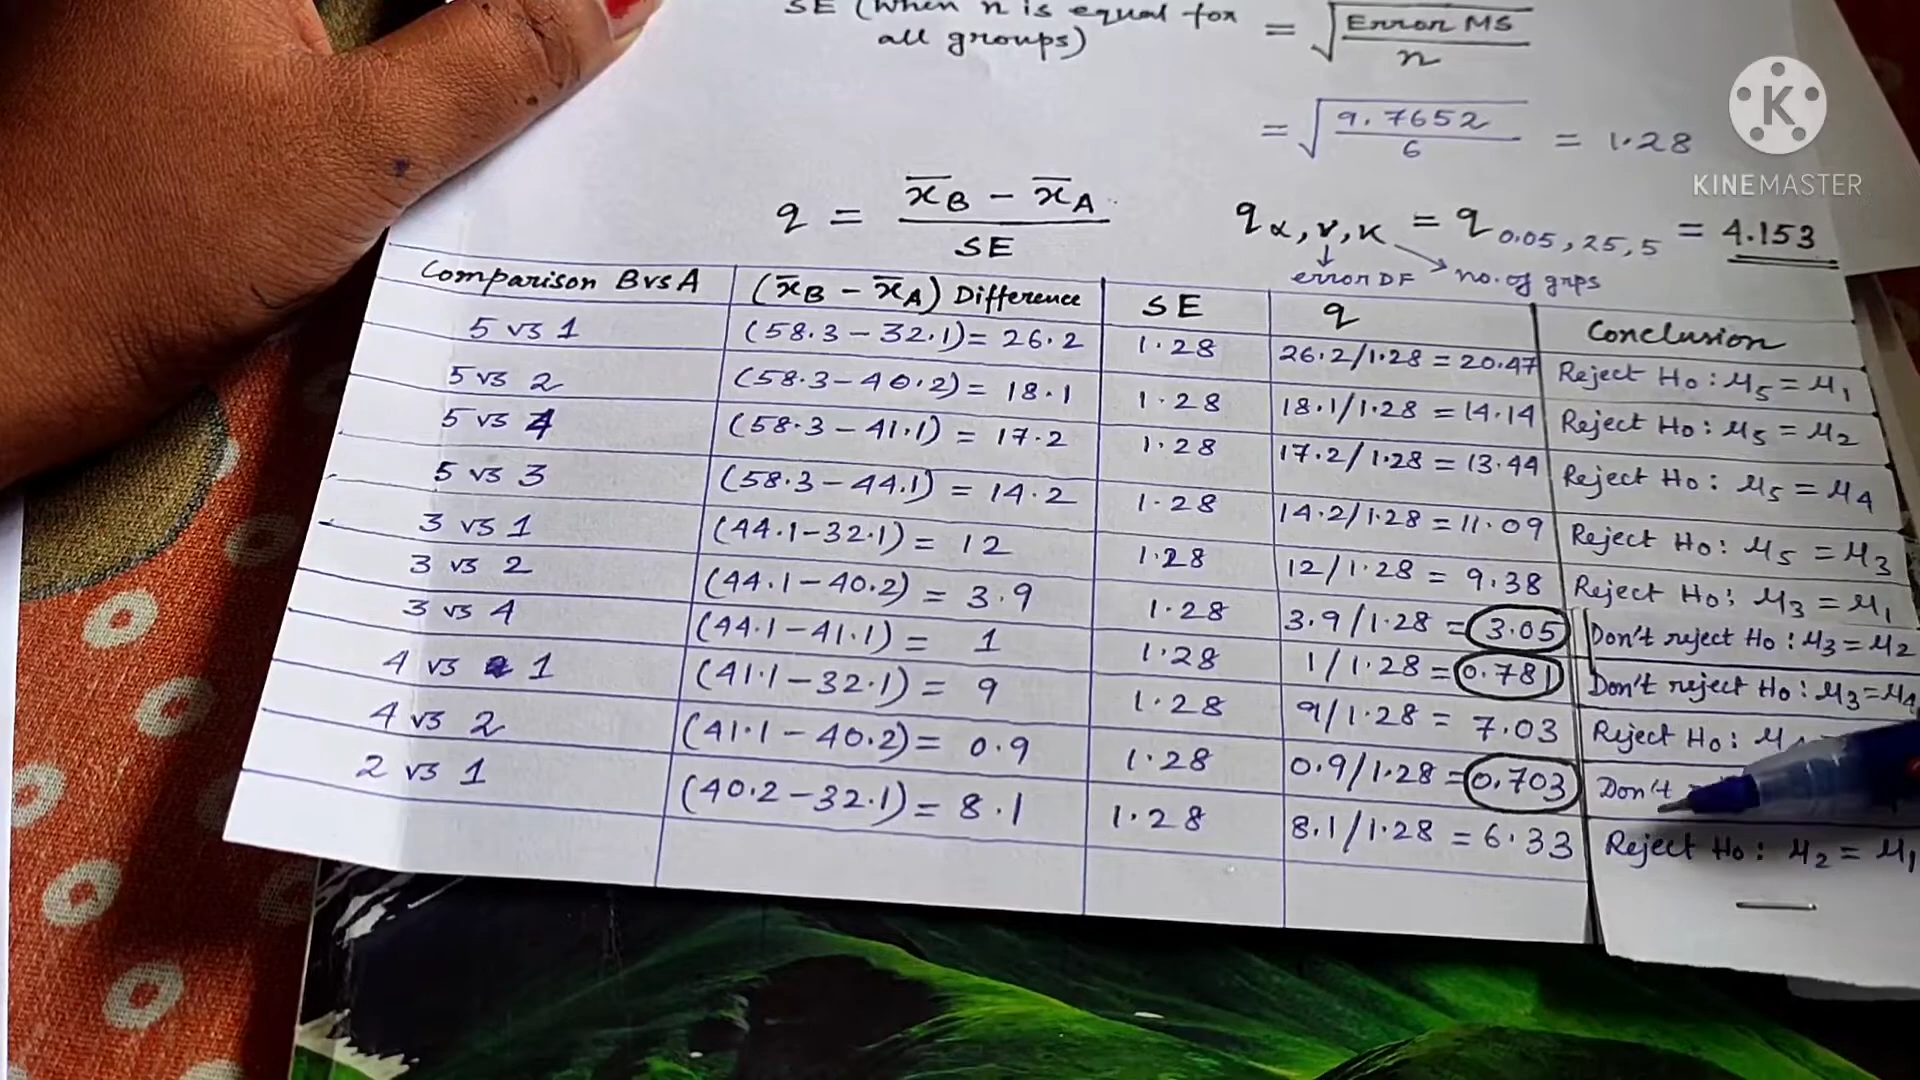 SE (When n is equal for all groups) = √(Error MS / n)
= √(9.7652 / 6) = 1.28
KINEMASTER
q = (x̄B − x̄A) / SE
qα,ν,K = q0.05,25,5 = 4.153
error DF
no. of grps
Comparison B vs A | (x̄B − x̄A) Difference | SE | q | Conclusion
5 vs 1 | (58.3 − 32.1) = 26.2 | 1.28 | 26.2/1.28 = 20.47 | Reject Ho: μ5 = μ1
5 vs 2 | (58.3 − 40.2) = 18.1 | 1.28 | 18.1/1.28 = 14.14 | Reject Ho: μ5 = μ2
5 vs 4 | (58.3 − 41.1) = 17.2 | 1.28 | 17.2/1.28 = 13.44 | Reject Ho: μ5 = μ4
5 vs 3 | (58.3 − 44.1) = 14.2 | 1.28 | 14.2/1.28 = 11.09 | Reject Ho: μ5 = μ3
3 vs 1 | (44.1 − 32.1) = 12 | 1.28 | 12/1.28 = 9.38 | Reject Ho: μ3 = μ1
3 vs 2 | (44.1 − 40.2) = 3.9 | 1.28 | 3.9/1.28 = 3.05 | Don't reject Ho: μ3 = μ2
3 vs 4 | (44.1 − 41.1) = 1 | 1.28 | 1/1.28 = 0.781 | Don't reject Ho: μ3 = μ4
4 vs 1 | (41.1 − 32.1) = 9 | 1.28 | 9/1.28 = 7.03 | Reject Ho:
4 vs 2 | (41.1 − 40.2) = 0.9 | 1.28 | 0.9/1.28 = 0.703 | Don't
2 vs 1 | (40.2 − 32.1) = 8.1 | 1.28 | 8.1/1.28 = 6.33 | Reject Ho: μ2 = μ1